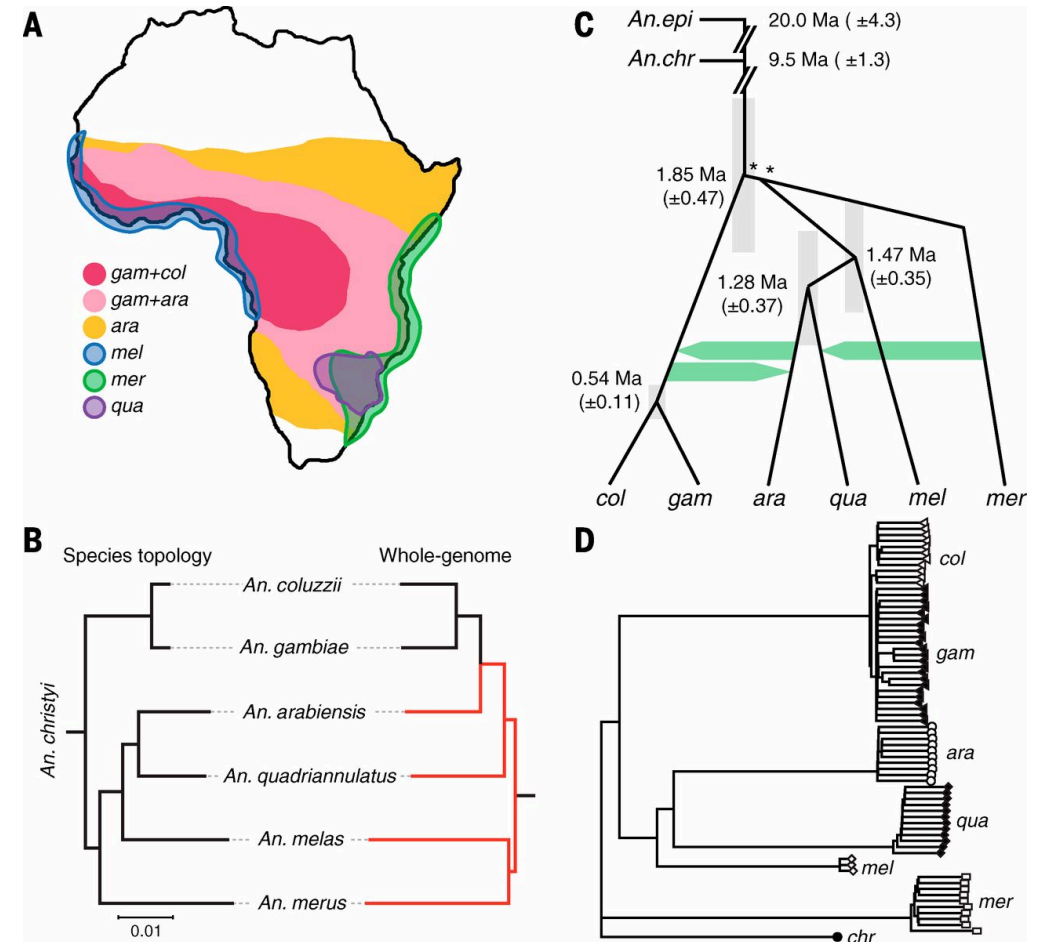 A
gam+col
gam+ara
ara
mel
mer
qua
B
Species topology
Whole-genome
An. christyi
An. coluzzii
An. gambiae
An. arabiensis
An. quadriannulatus
An. melas
An. merus
0.01
C
An.epi
20.0 Ma ( ±4.3)
An.chr
9.5 Ma ( ±1.3)
* *
1.85 Ma
(±0.47)
1.47 Ma
(±0.35)
1.28 Ma
(±0.37)
0.54 Ma
(±0.11)
col gam ara qua mel mer
D
col
gam
ara
qua
mel
mer
chr